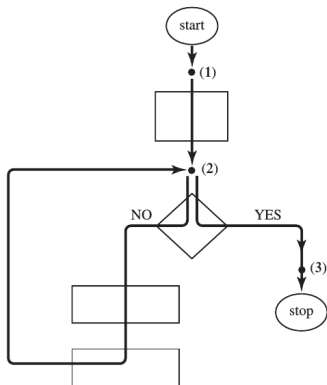 start
(1)
(2)
NO
YES
(3)
stop